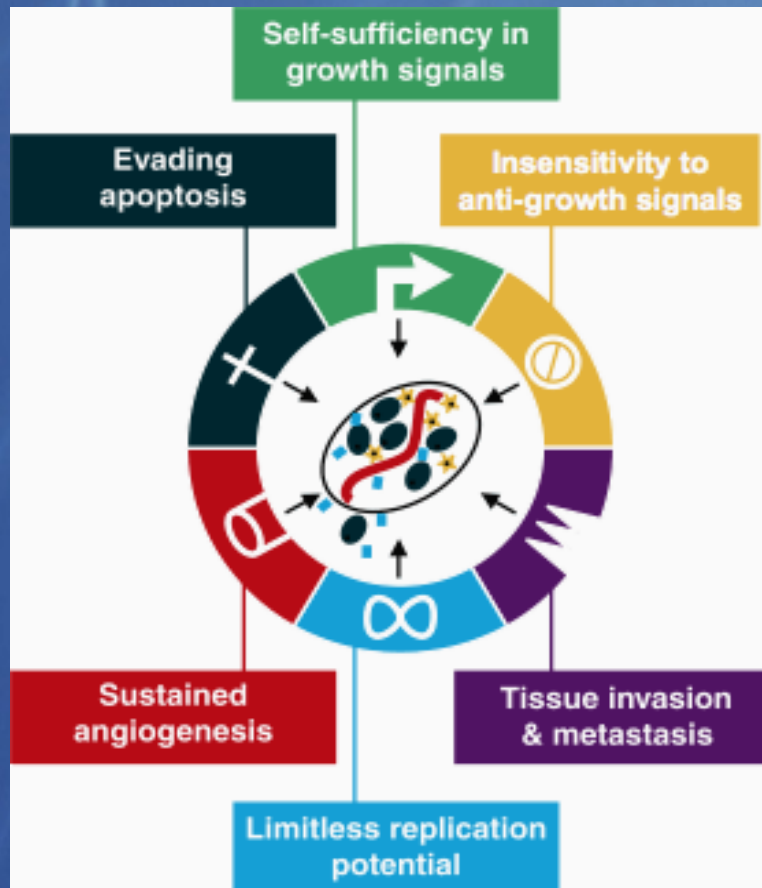 Self-sufficiency in
growth signals
Evading
apoptosis
Insensitivity to
anti-growth signals
Sustained
angiogenesis
Tissue invasion
& metastasis
Limitless replication
potential